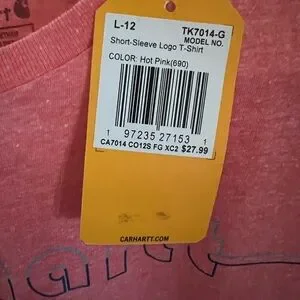 L-12 TK7014-G
MODEL NO.
Short-Sleeve Logo T-Shirt
COLOR: Hot Pink(690)
1 97235 27153 1
CA7014 CO12S FG XC2 $27.99
CARHARTT.COM